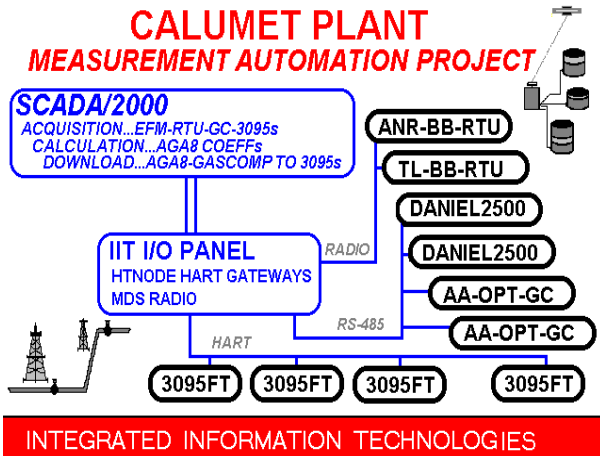 CALUMET PLANT
MEASUREMENT AUTOMATION PROJECT
SCADA/2000
ACQUISITION...EFM-RTU-GC-3095s
CALCULATION...AGA8 COEFFs
DOWNLOAD...AGA8-GASCOMP TO 3095s
ANR-BB-RTU
TL-BB-RTU
DANIEL2500
IIT I/O PANEL
HTNODE HART GATEWAYS
MDS RADIO
RADIO
DANIEL2500
AA-OPT-GC
RS-485
AA-OPT-GC
HART
3095FT 3095FT 3095FT 3095FT
INTEGRATED INFORMATION TECHNOLOGIES